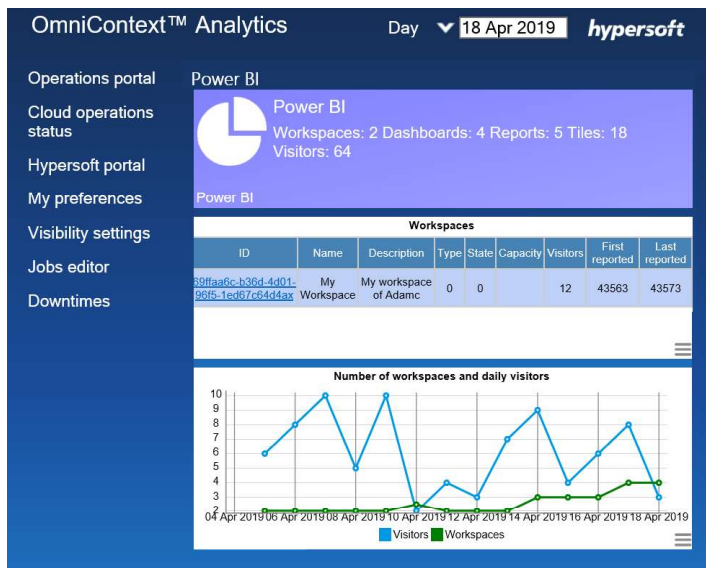 OmniContext™ Analytics
Day
18 Apr 2019
hypersoft
Operations portal
Cloud operations
status
Hypersoft portal
My preferences
Visibility settings
Jobs editor
Downtimes
Power BI
Power BI
Workspaces: 2 Dashboards: 4 Reports: 5 Tiles: 18
Visitors: 64
Power BI
Workspaces
ID Name Description Type State Capacity Visitors First reported Last reported
69ffaa6c-b36d-4d01-
96f5-1ed67c64d4ax
My
Workspace
My workspace
of Adamc
0 0 12 43563 43573
Number of workspaces and daily visitors
10
9
8
7
6
5
4
3
2
04 Apr 2019 06 Apr 2019 08 Apr 2019 10 Apr 2019 12 Apr 2019 14 Apr 2019 16 Apr 2019 18 Apr 2019
Visitors Workspaces